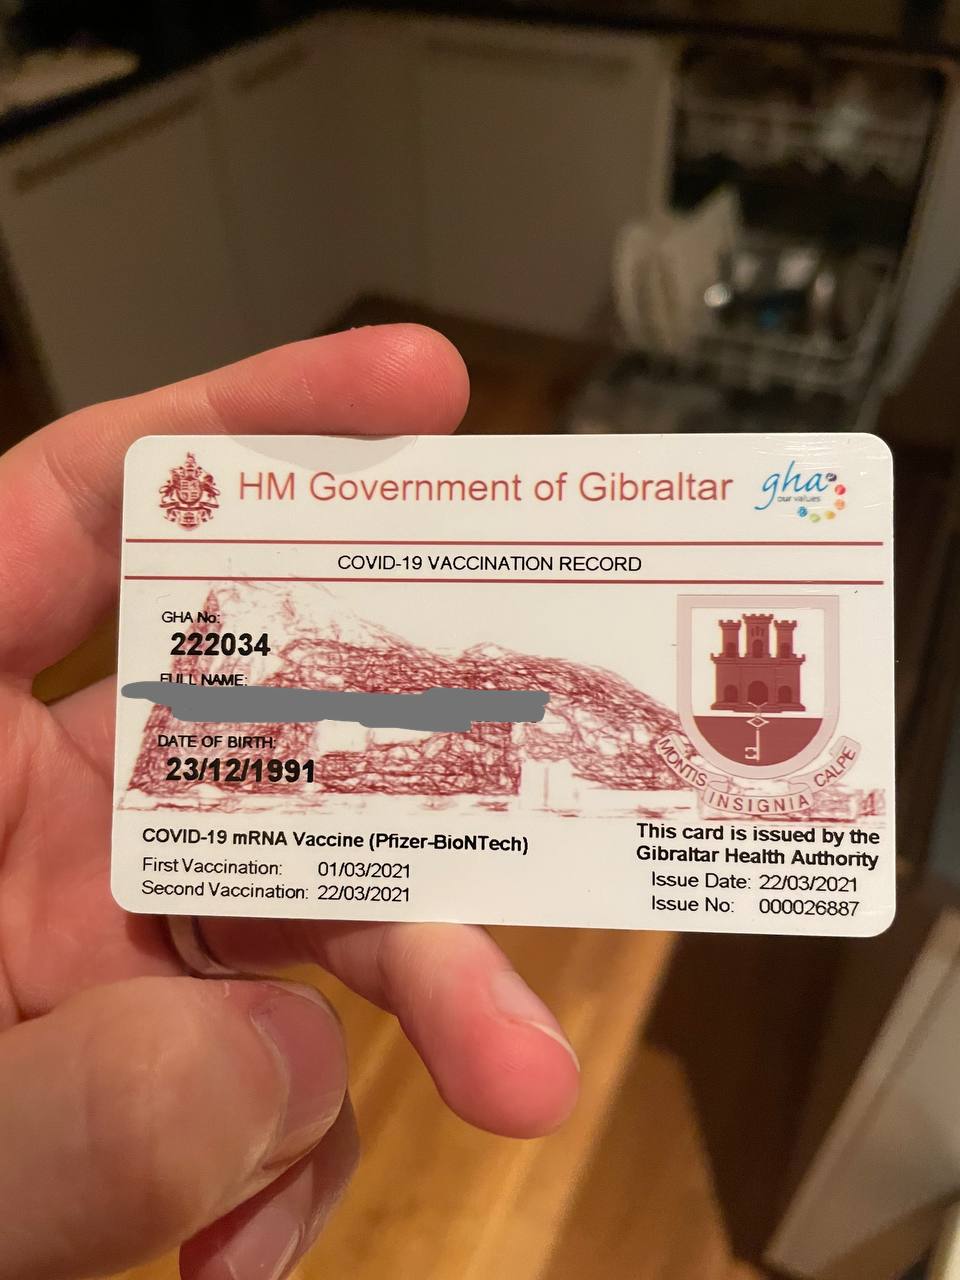 HM Government of Gibraltar
gha
our values
COVID-19 VACCINATION RECORD
GHA No:
222034
FULL NAME:
DATE OF BIRTH:
23/12/1991
MONTIS INSIGNIA CALPE
COVID-19 mRNA Vaccine (Pfizer-BioNTech)
First Vaccination: 01/03/2021
Second Vaccination: 22/03/2021
This card is issued by the
Gibraltar Health Authority
Issue Date: 22/03/2021
Issue No: 000026887